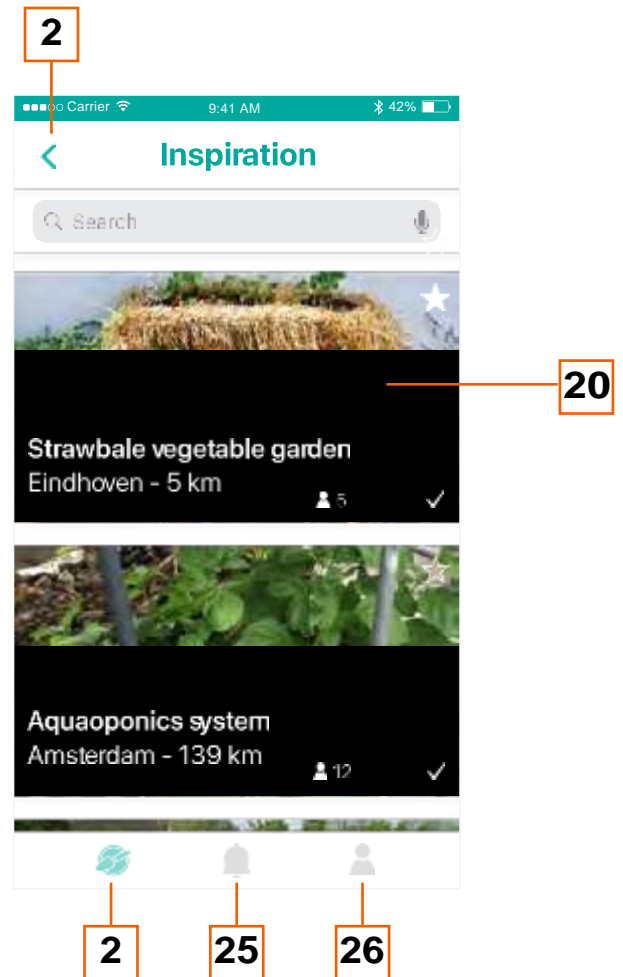 2
Carrier 9:41 AM 42%
Inspiration
Search
20
Strawbale vegetable garden
Eindhoven - 5 km
5
Aquaoponics system
Amsterdam - 139 km
12
2 25 26